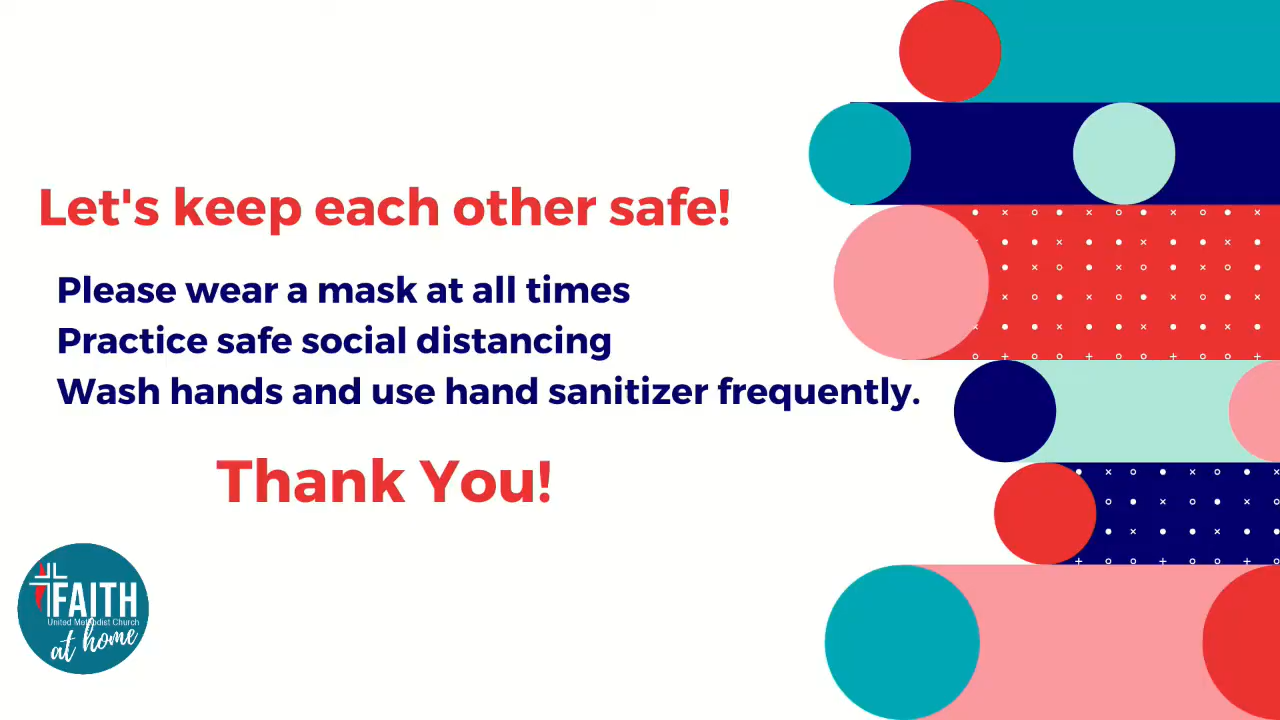 Let's keep each other safe!
Please wear a mask at all times
Practice safe social distancing
Wash hands and use hand sanitizer frequently.
Thank You!
FAITH
United Methodist Church
at home